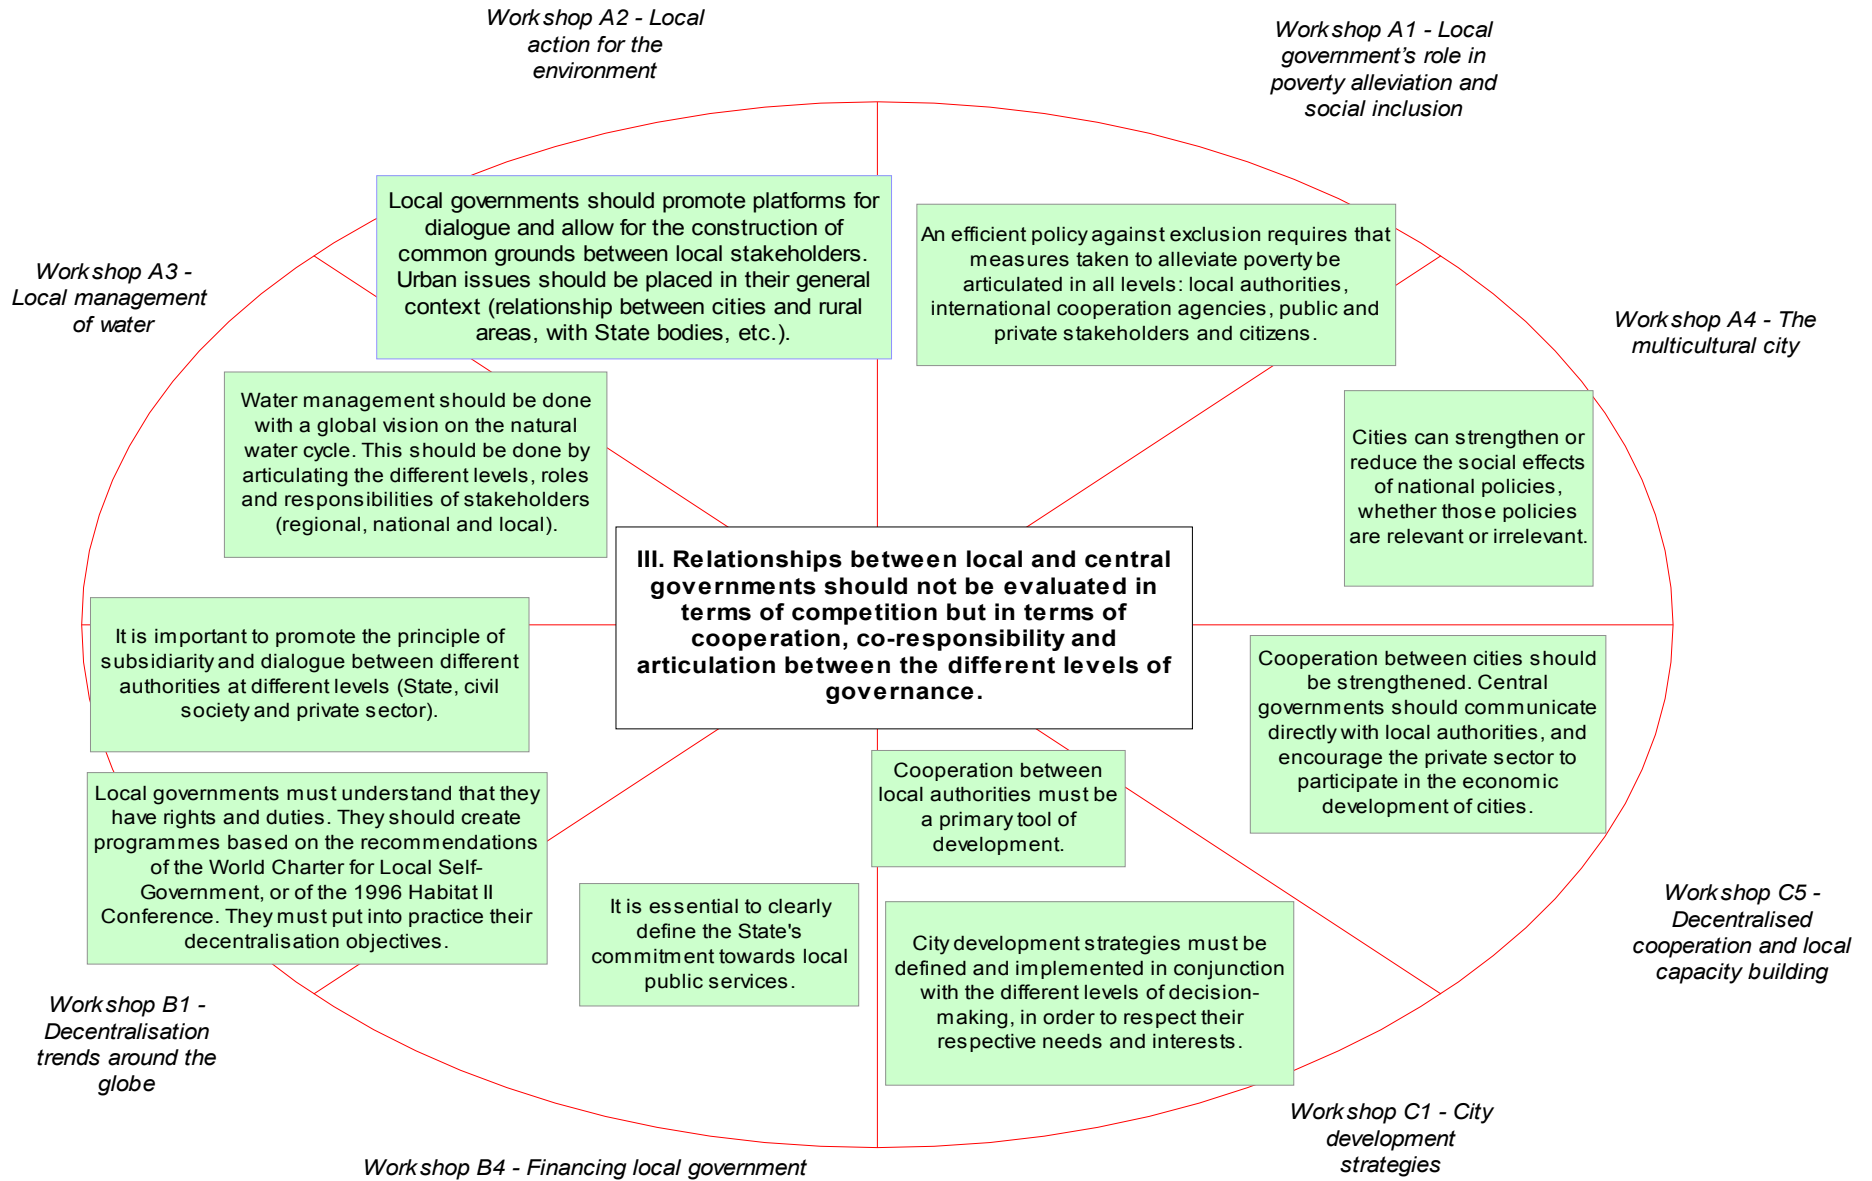 Workshop A2 - Local
action for the
environment
Workshop A1 - Local
government’s role in
poverty alleviation and
social inclusion
Local governments should promote platforms for
dialogue and allow for the construction of
common grounds between local stakeholders.
Urban issues should be placed in their general
context (relationship between cities and rural
areas, with State bodies, etc.).
An efficient policy against exclusion requires that
measures taken to alleviate poverty be
articulated in all levels: local authorities,
international cooperation agencies, public and
private stakeholders and citizens.
Workshop A3 -
Local management
of water
Workshop A4 - The
multicultural city
Water management should be done
with a global vision on the natural
water cycle. This should be done by
articulating the different levels, roles
and responsibilities of stakeholders
(regional, national and local).
Cities can strengthen or
reduce the social effects
of national policies,
whether those policies
are relevant or irrelevant.
III. Relationships between local and central
governments should not be evaluated in
terms of competition but in terms of
cooperation, co-responsibility and
articulation between the different levels of
governance.
It is important to promote the principle of
subsidiarity and dialogue between different
authorities at different levels (State, civil
society and private sector).
Cooperation between cities should
be strengthened. Central
governments should communicate
directly with local authorities, and
encourage the private sector to
participate in the economic
development of cities.
Local governments must understand that they
have rights and duties. They should create
programmes based on the recommendations
of the World Charter for Local Self-
Government, or of the 1996 Habitat II
Conference. They must put into practice their
decentralisation objectives.
Cooperation between
local authorities must be
a primary tool of
development.
It is essential to clearly
define the State's
commitment towards local
public services.
City development strategies must be
defined and implemented in conjunction
with the different levels of decision-
making, in order to respect their
respective needs and interests.
Workshop C5 -
Decentralised
cooperation and local
capacity building
Workshop B1 -
Decentralisation
trends around the
globe
Workshop B4 - Financing local government
Workshop C1 - City
development
strategies